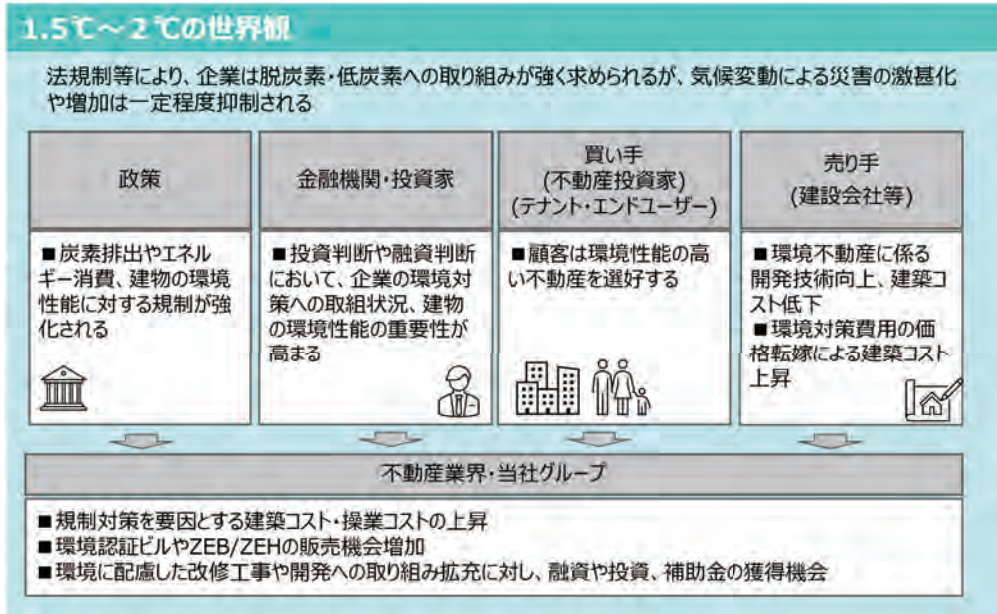 1.5℃～2℃の世界観
法規制等により、企業は脱炭素・低炭素への取り組みが強く求められるが、気候変動による災害の激甚化
や増加は一定程度抑制される
政策
■炭素排出やエネル
ギー消費、建物の環境
性能に対する規制が強
化される
金融機関・投資家
■投資判断や融資判断
において、企業の環境対
策への取組状況、建物
の環境性能の重要性が
高まる
買い手
(不動産投資家)
(テナント・エンドユーザー)
■顧客は環境性能の高
い不動産を選好する
売り手
(建設会社等)
■環境不動産に係る
開発技術向上、建築コ
スト低下
■環境対策費用の価
格転嫁による建築コスト
上昇
不動産業界・当社グループ
■規制対策を要因とする建築コスト・操業コストの上昇
■環境認証ビルやZEB/ZEHの販売機会増加
■環境に配慮した改修工事や開発への取り組み拡充に対し、融資や投資、補助金の獲得機会